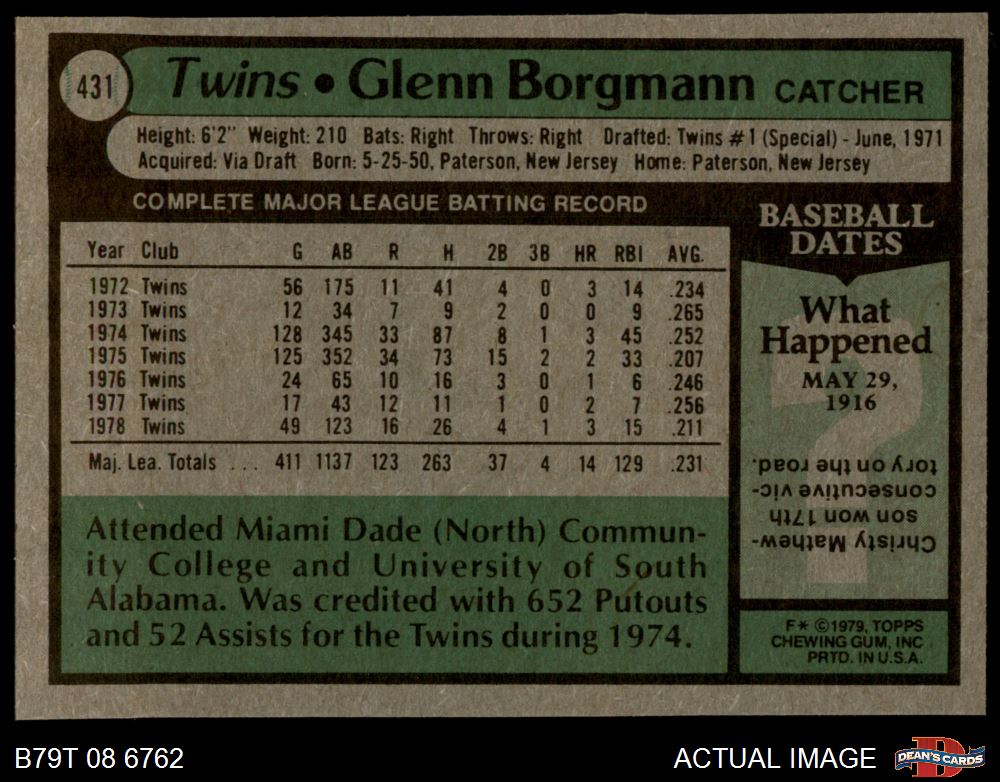 431
Twins • Glenn Borgmann CATCHER
Height: 6'2" Weight: 210 Bats: Right Throws: Right Drafted: Twins #1 (Special) - June, 1971
Acquired: Via Draft Born: 5-25-50, Paterson, New Jersey Home: Paterson, New Jersey
COMPLETE MAJOR LEAGUE BATTING RECORD
Year Club G AB R H 2B 3B HR RBI AVG.
1972 Twins 56 175 11 41 4 0 3 14 .234
1973 Twins 12 34 7 9 2 0 0 9 .265
1974 Twins 128 345 33 87 8 1 3 45 .252
1975 Twins 125 352 34 73 15 2 2 33 .207
1976 Twins 24 65 10 16 3 0 1 6 .246
1977 Twins 17 43 12 11 1 0 2 7 .256
1978 Twins 49 123 16 26 4 1 3 15 .211
Maj. Lea. Totals ... 411 1137 123 263 37 4 14 129 .231
Attended Miami Dade (North) Commun-
ity College and University of South
Alabama. Was credited with 652 Putouts
and 52 Assists for the Twins during 1974.
BASEBALL
DATES
What
Happened
MAY 29,
1916
Christy Mathew-
son won 17th
consecutive vic-
tory on the road.
F* ©1979, TOPPS
CHEWING GUM, INC
PRTD. IN U.S.A.
B79T 08 6762
ACTUAL IMAGE
D
DEAN'S CARDS